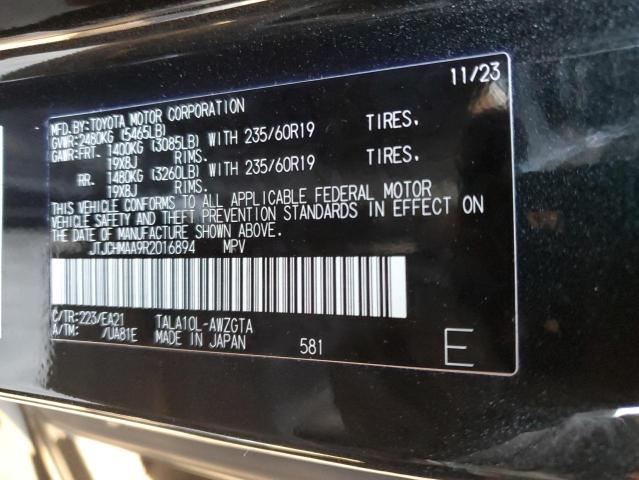 11/23
MFD.BY:TOYOTA MOTOR CORPORATION
GVWR:2480KG (5465LB)
GAWR:FRT. 1400KG (3085LB) WITH 235/60R19 TIRES.
19X8J RIMS.
RR. 1480KG (3260LB) WITH 235/60R19 TIRES.
19X8J RIMS.
THIS VEHICLE CONFORMS TO ALL APPLICABLE FEDERAL MOTOR
VEHICLE SAFETY AND THEFT PREVENTION STANDARDS IN EFFECT ON
THE DATE OF MANUFACTURE SHOWN ABOVE.
JTJCHMAA9R2016894 MPV
C/TR:223/EA21 TALA10L-AWZGTA
A/TM: /UA81E MADE IN JAPAN 581
E